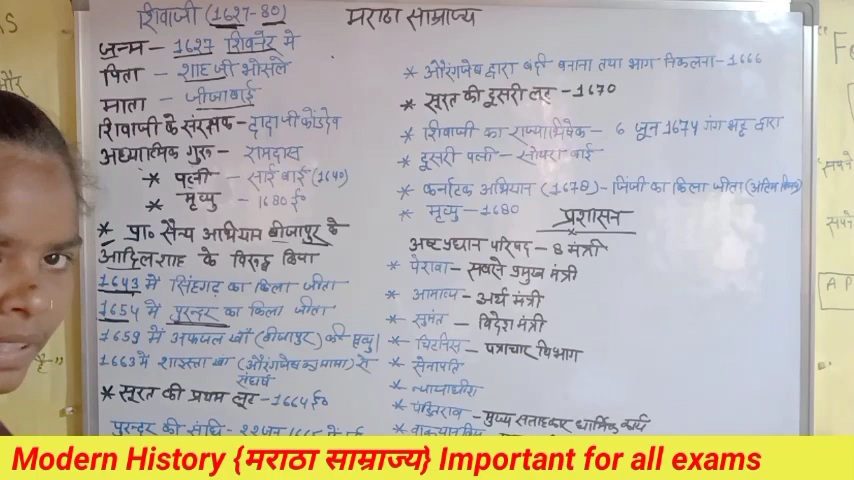 शिवाजी (1627-80)
मराठा साम्राज्य
जन्म - 1627 शिवनेर मे
पिता - शाहजी भोसले
माता - जीजाबाई
शिवाजी के संरक्षक - दादा जी कोंडदेव
अध्यात्मिक गुरू - रामदास
* पत्नी - साई बाई (1640)
* मृत्यु - 1680 ई०
* प्रा० सैन्य अभियान बीजापुर के
आदिलशाह के विरुद्ध किया
1643 में सिंहगढ़ का किला जीता
1654 में पुरन्दर का किला जीता
1659 में अफजल खाँ (बीजापुर) की मृत्यु।
1663 में शाइस्ता खा (औरंगजेब का मामा) से
संघर्ष
* सूरत की प्रथम लूट - 1664 ई०
पुरन्दर की संधि - 22 जून
* औरंगजेब द्वारा बंदी बनाना तथा भाग निकलना - 1666
* सूरत की दूसरी लूट - 1670
* शिवाजी का राज्याभिषेक - 6 जून 1674 गंग भट्ट द्वारा
* दूसरी पत्नी - सोयरा बाई
* कर्नाटक अभियान (1678) - जिंजी का किला जीता (अंतिम
* मृत्यु - 1680
प्रशासन
अष्टप्रधान परिषद - 8 मंत्री
* पेशवा - सबसे प्रमुख मंत्री
* आमात्य - अर्थ मंत्री
* सुमंत - विदेश मंत्री
* चिटनिस - पत्राचार विभाग
* सेनापति
* न्यायाधीश
* पंडितराव - मुख्य सलाहकार धार्मिक कार्य
Modern History {मराठा साम्राज्य} Important for all exams